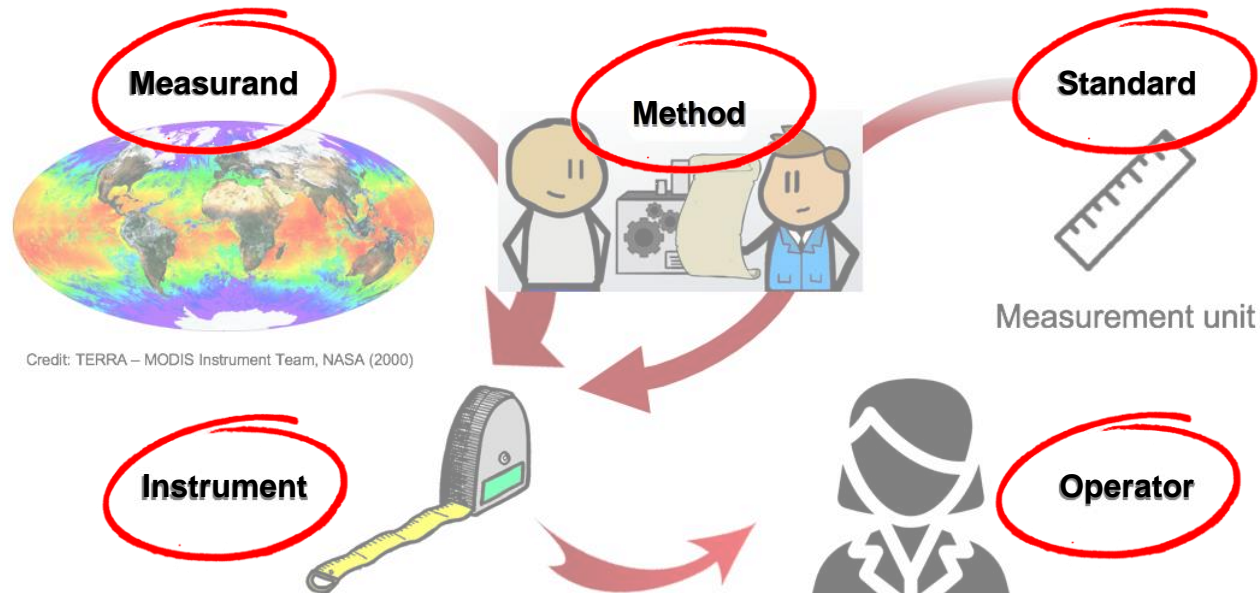 Measurand
Method
Standard
Measurement unit
Credit: TERRA – MODIS Instrument Team, NASA (2000)
Instrument
Operator